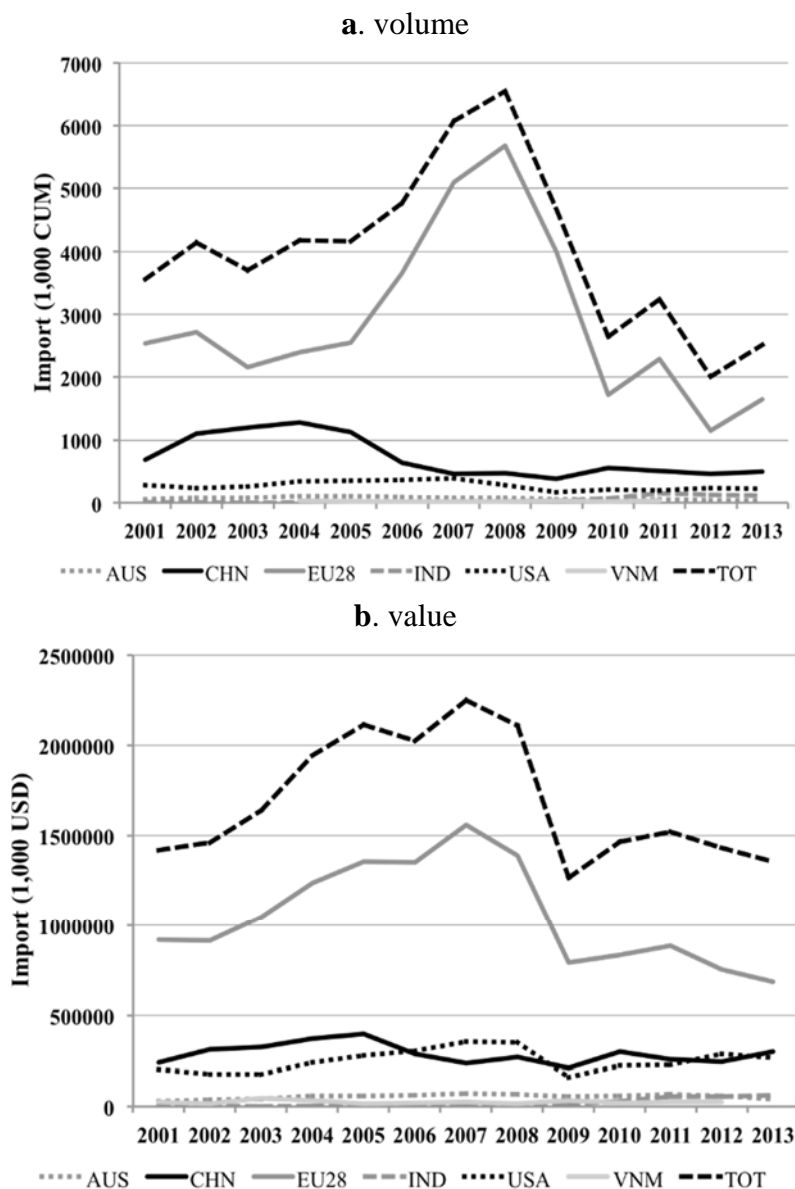 a. volume
Import (1,000 CUM)
7000
6000
5000
4000
3000
2000
1000
0
2001 2002 2003 2004 2005 2006 2007 2008 2009 2010 2011 2012 2013
AUS CHN EU28 IND USA VNM TOT
b. value
Import (1,000 USD)
2500000
2000000
1500000
1000000
500000
0
2001 2002 2003 2004 2005 2006 2007 2008 2009 2010 2011 2012 2013
AUS CHN EU28 IND USA VNM TOT